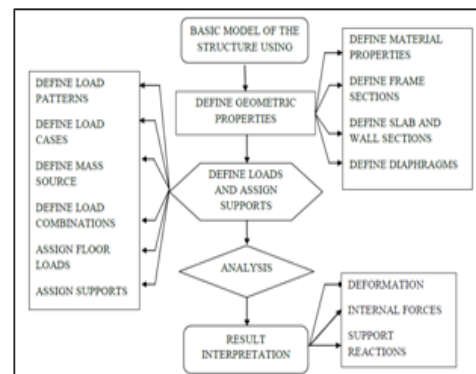 BASIC MODEL OF THE
STRUCTURE USING
DEFINE GEOMETRIC
PROPERTIES
DEFINE MATERIAL
PROPERTIES
DEFINE FRAME
SECTIONS
DEFINE SLAB AND
WALL SECTIONS
DEFINE DIAPHRAGMS
DEFINE LOADS
AND ASSIGN
SUPPORTS
DEFINE LOAD
PATTERNS
DEFINE LOAD
CASES
DEFINE MASS
SOURCE
DEFINE LOAD
COMBINATIONS
ASSIGN FLOOR
LOADS
ASSIGN SUPPORTS
ANALYSIS
RESULT
INTERPRETATION
DEFORMATION
INTERNAL FORCES
SUPPORT
REACTIONS